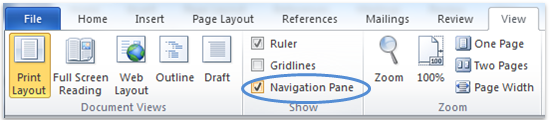 File Home Insert Page Layout References Mailings Review View
Print Layout
Full Screen Reading
Web Layout
Outline
Draft
Document Views
Ruler
Gridlines
Navigation Pane
Show
Zoom
100%
One Page
Two Pages
Page Width
Zoom